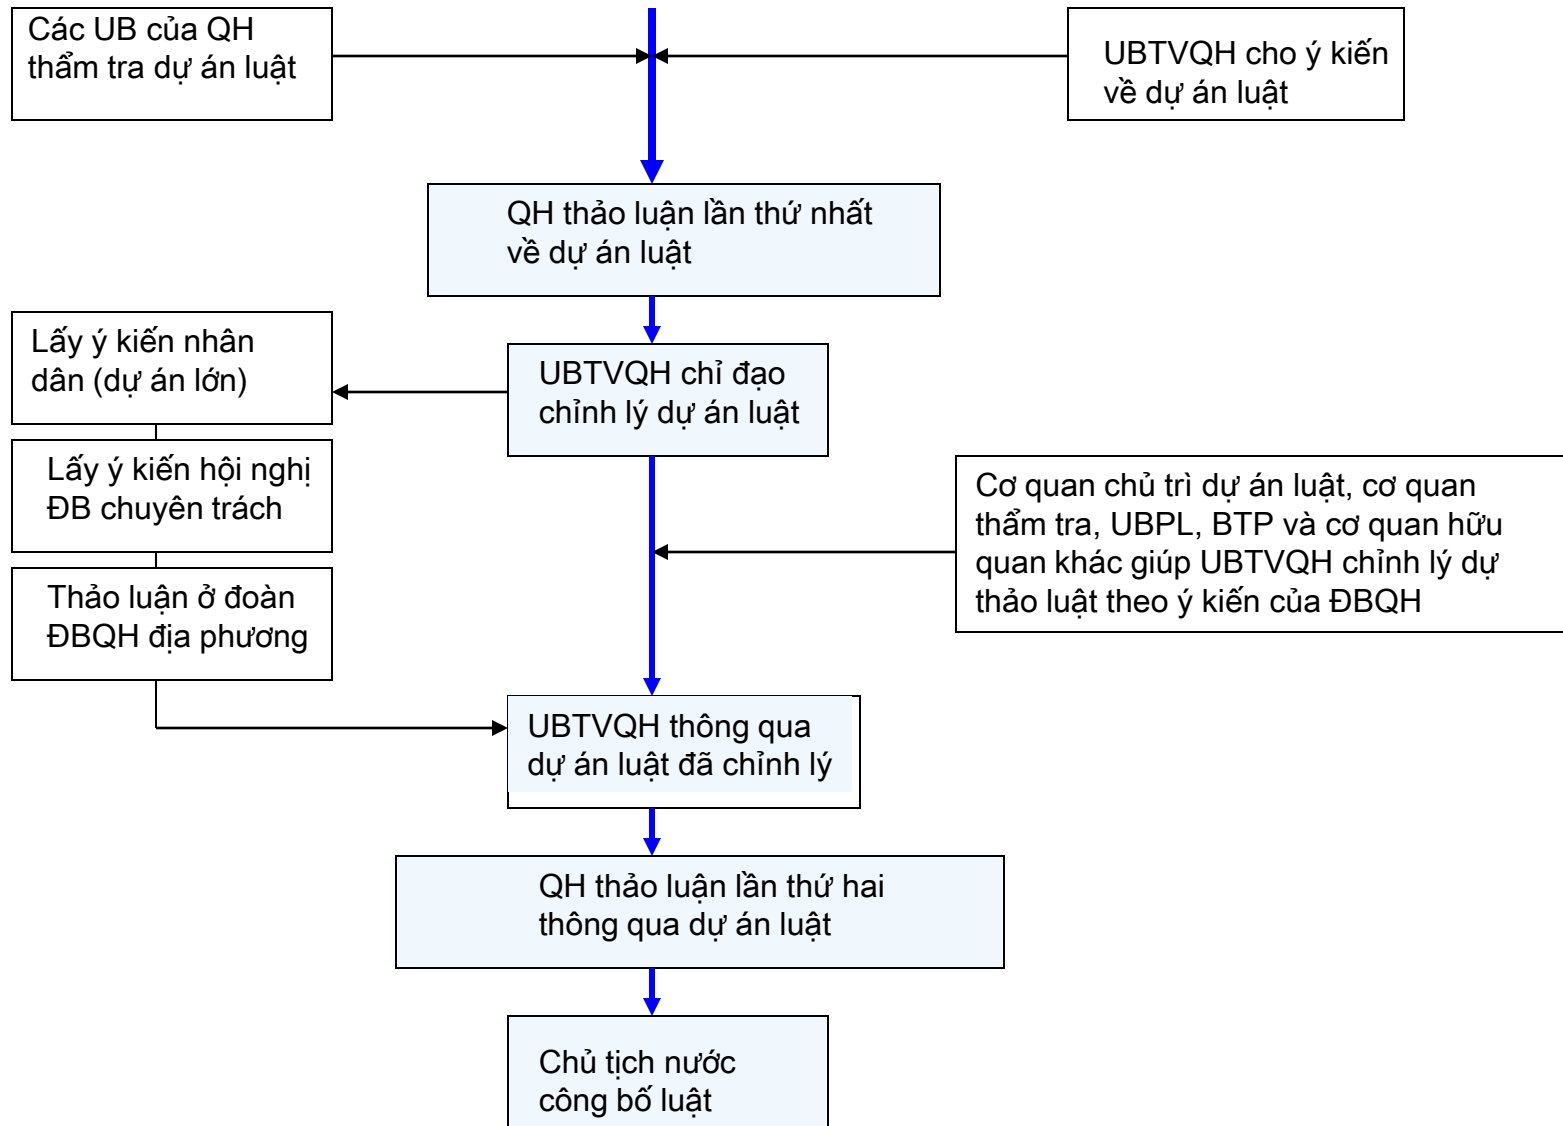 Các UB của QH
thẩm tra dự án luật
UBTVQH cho ý kiến
về dự án luật
QH thảo luận lần thứ nhất
về dự án luật
Lấy ý kiến nhân
dân (dự án lớn)
UBTVQH chỉ đạo
chỉnh lý dự án luật
Lấy ý kiến hội nghị
ĐB chuyên trách
Cơ quan chủ trì dự án luật, cơ quan
thẩm tra, UBPL, BTP và cơ quan hữu
quan khác giúp UBTVQH chỉnh lý dự
thảo luật theo ý kiến của ĐBQH
Thảo luận ở đoàn
ĐBQH địa phương
UBTVQH thông qua
dự án luật đã chỉnh lý
QH thảo luận lần thứ hai
thông qua dự án luật
Chủ tịch nước
công bố luật